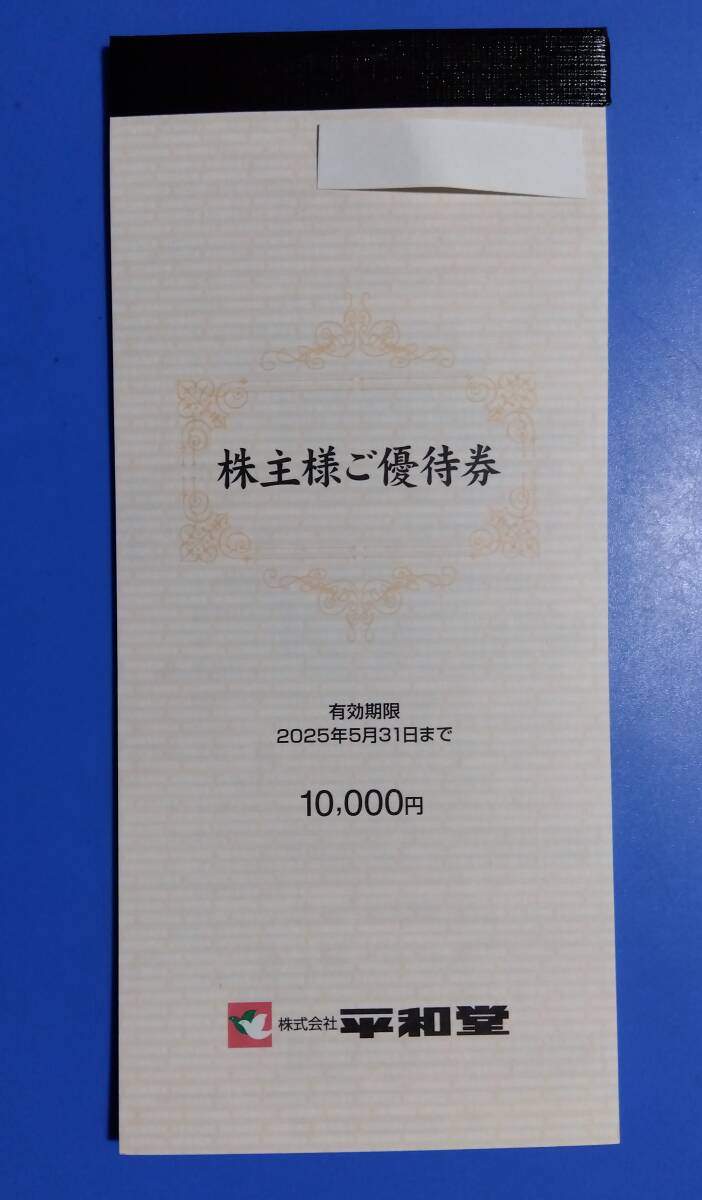 株主様ご優待券
有効期限
2025年5月31日まで
10,000円
株式会社 平和堂